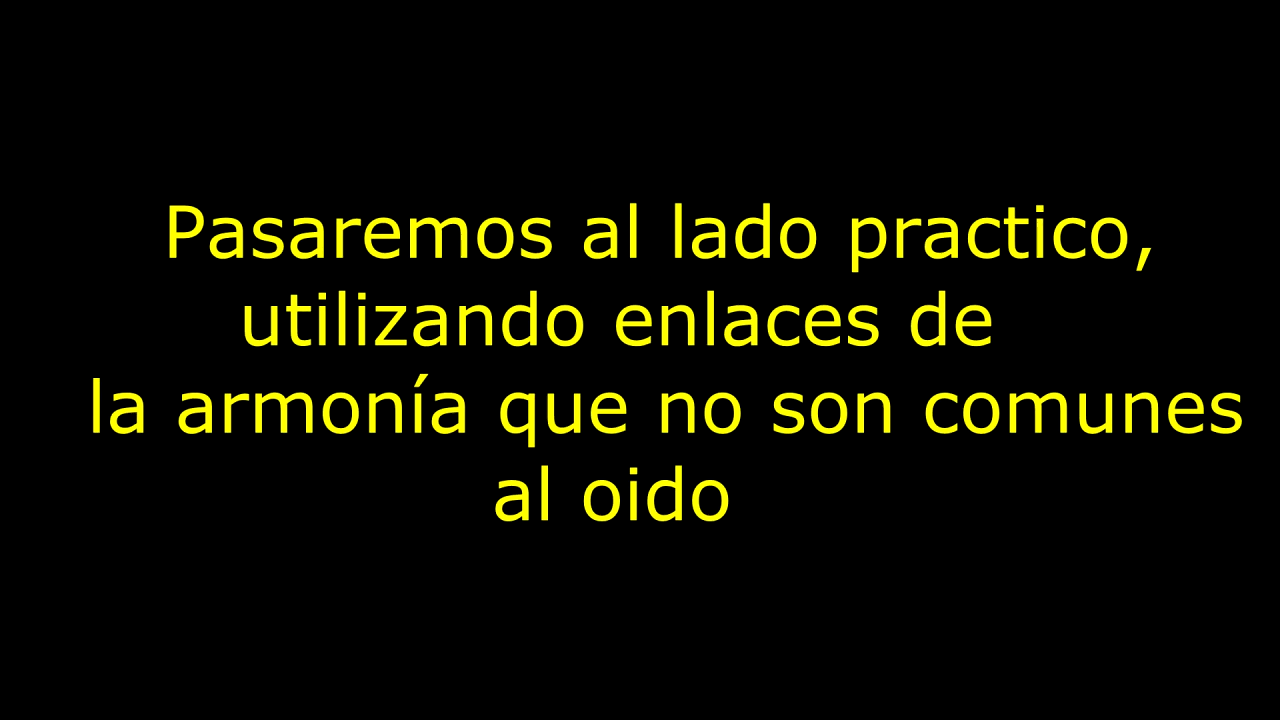 Pasaremos al lado practico,
utilizando enlaces de
la armonía que no son comunes
al oido